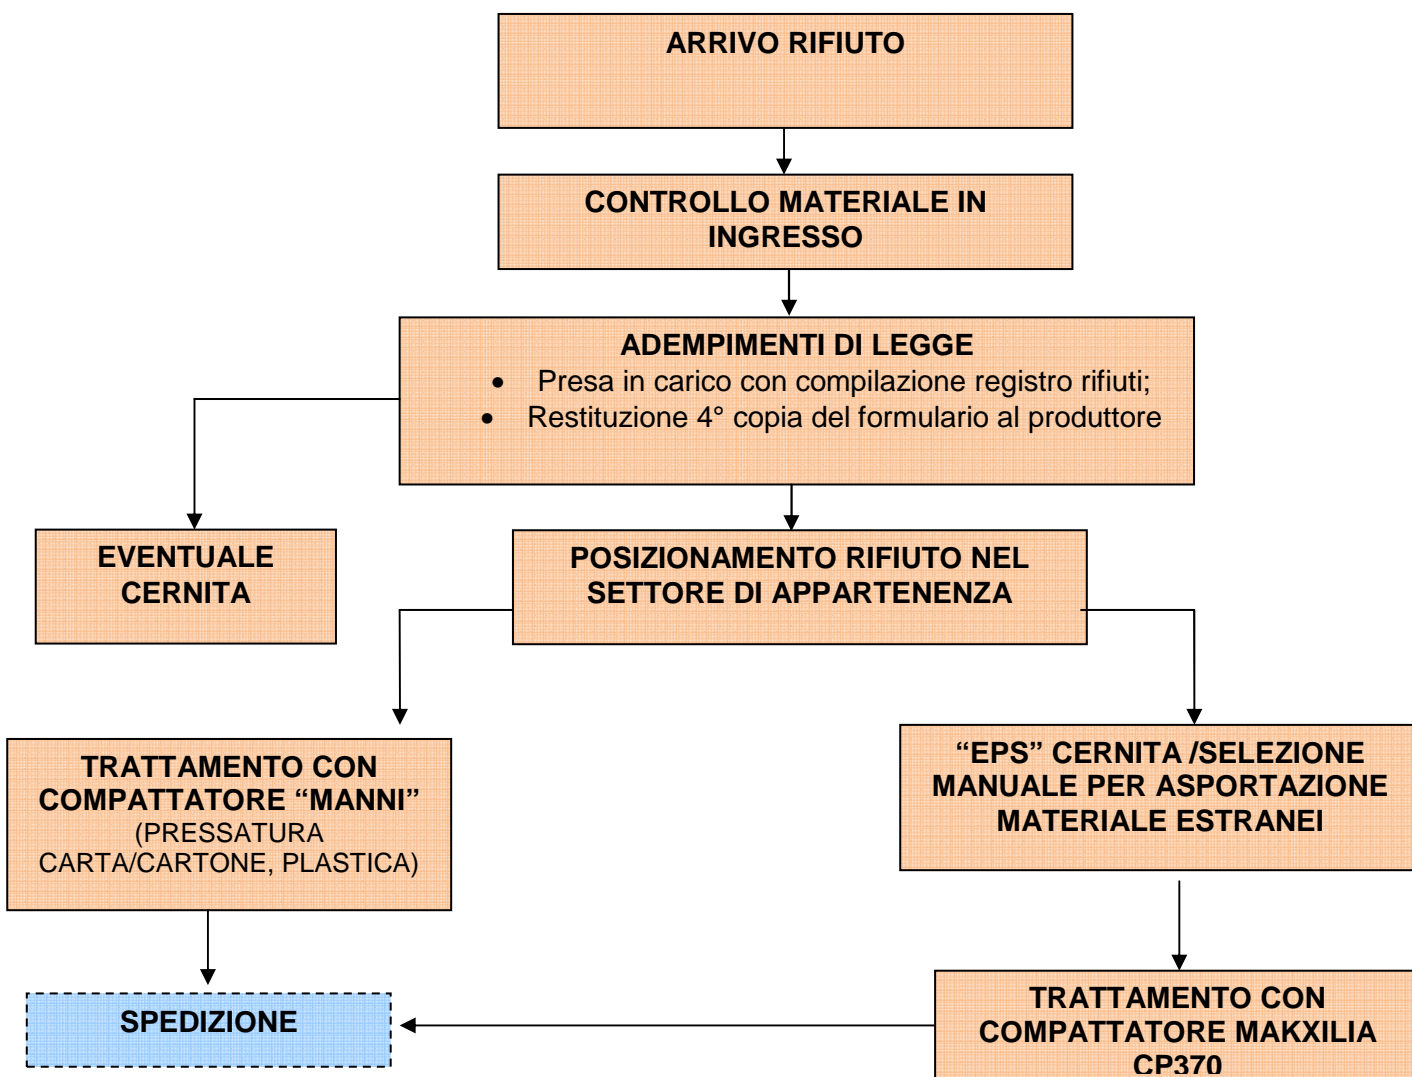 ARRIVO RIFIUTO
CONTROLLO MATERIALE IN
INGRESSO
ADEMPIMENTI DI LEGGE
• Presa in carico con compilazione registro rifiuti;
• Restituzione 4° copia del formulario al produttore
EVENTUALE
CERNITA
POSIZIONAMENTO RIFIUTO NEL
SETTORE DI APPARTENENZA
TRATTAMENTO CON
COMPATTATORE “MANNI”
(PRESSATURA
CARTA/CARTONE, PLASTICA)
“EPS” CERNITA /SELEZIONE
MANUALE PER ASPORTAZIONE
MATERIALE ESTRANEI
SPEDIZIONE
TRATTAMENTO CON
COMPATTATORE MAKXILIA
CP370